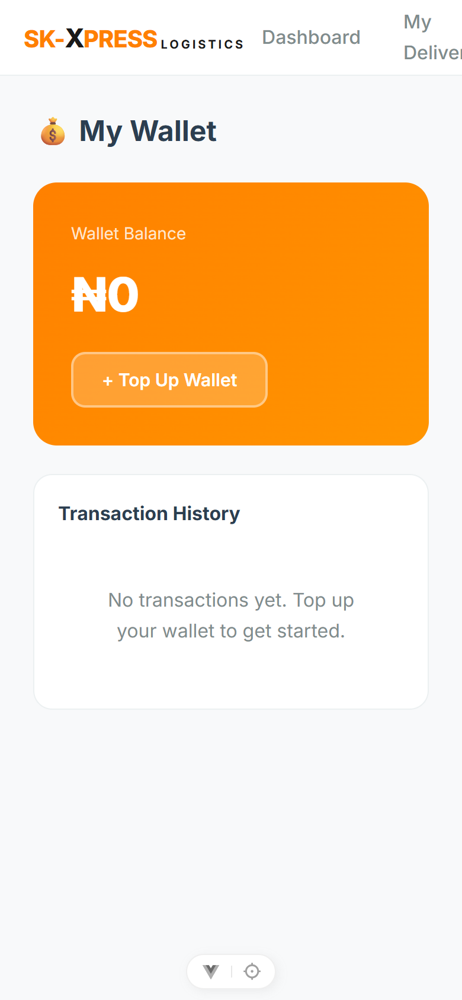 SK-XPRESS LOGISTICS
Dashboard
My
Deliver
My Wallet
Wallet Balance
₦0
+ Top Up Wallet
Transaction History
No transactions yet. Top up
your wallet to get started.